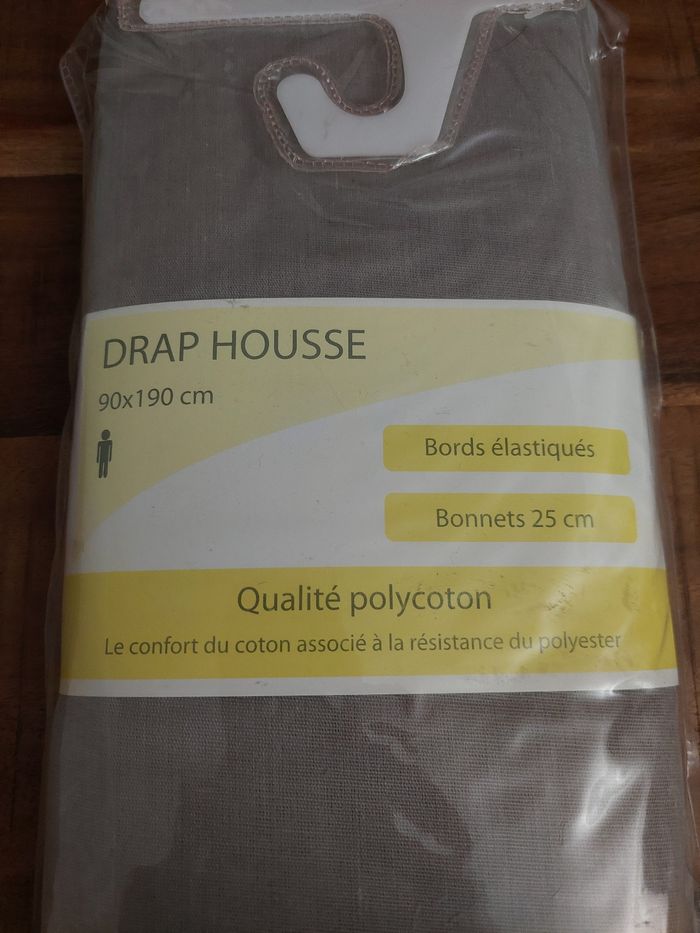 DRAP HOUSSE
90x190 cm
Bords élastiqués
Bonnets 25 cm
Qualité polycoton
Le confort du coton associé à la résistance du polyester